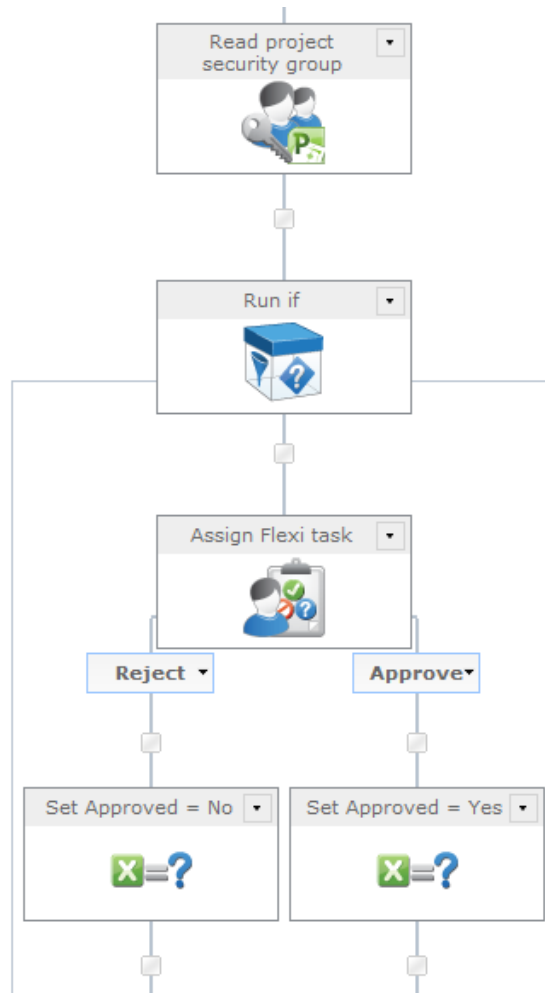 Read project
security group
P
Run if
?
Assign Flexi task
?
Reject
Approve
Set Approved = No
Set Approved = Yes
X=?
X=?